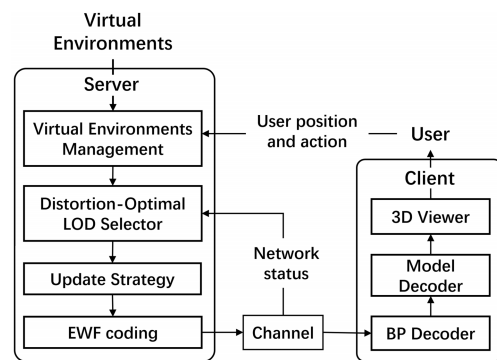 Virtual
Environments
Server
Virtual Environments
Management
Distortion-Optimal
LOD Selector
Update Strategy
EWF coding
User position
and action
Network
status
Channel
User
Client
3D Viewer
Model
Decoder
BP Decoder